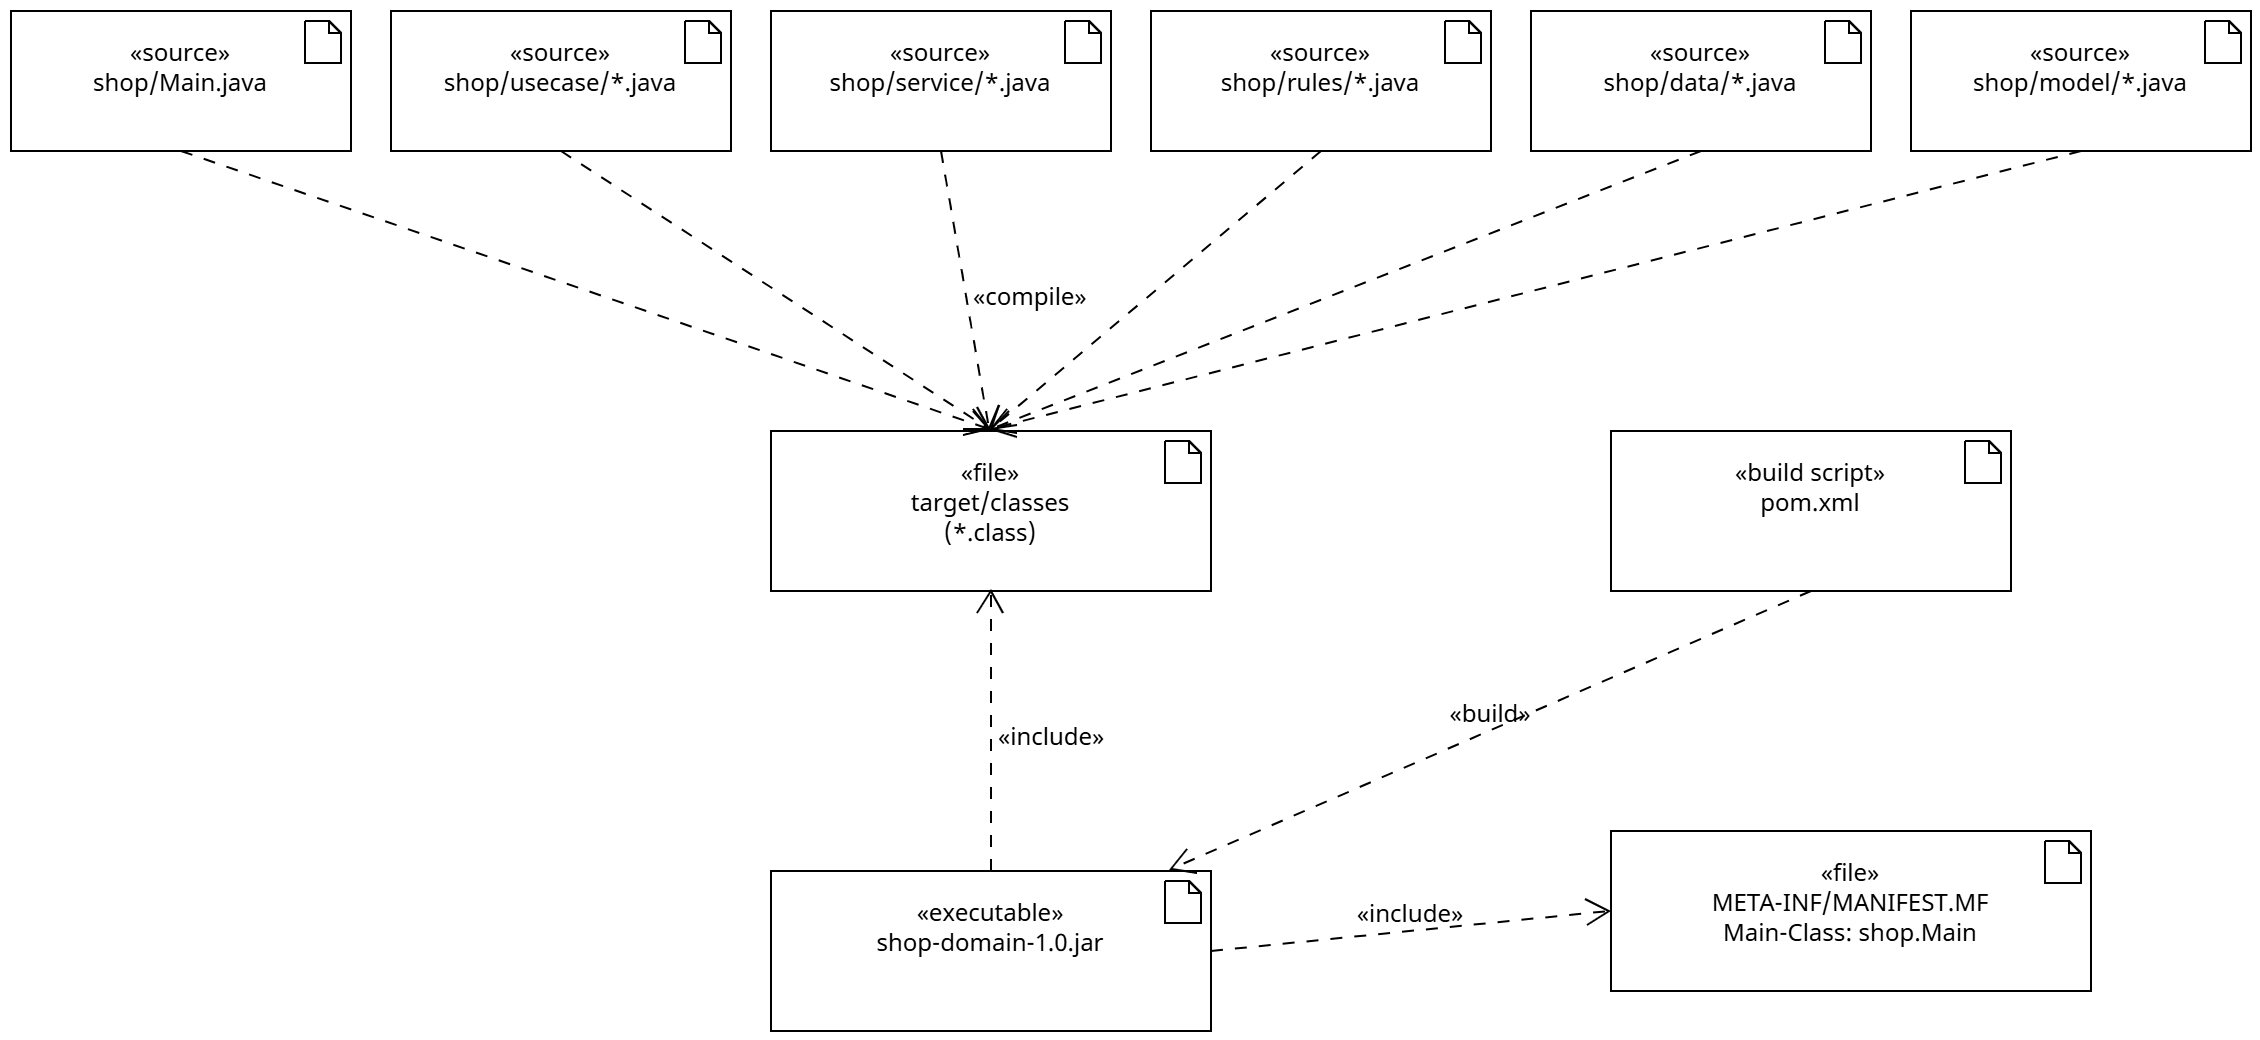 «source»
shop/Main.java
«source»
shop/usecase/*.java
«source»
shop/service/*.java
«source»
shop/rules/*.java
«source»
shop/data/*.java
«source»
shop/model/*.java
«compile»
«file»
target/classes
(*.class)
«build script»
pom.xml
«build»
«include»
«executable»
shop-domain-1.0.jar
«include»
«file»
META-INF/MANIFEST.MF
Main-Class: shop.Main